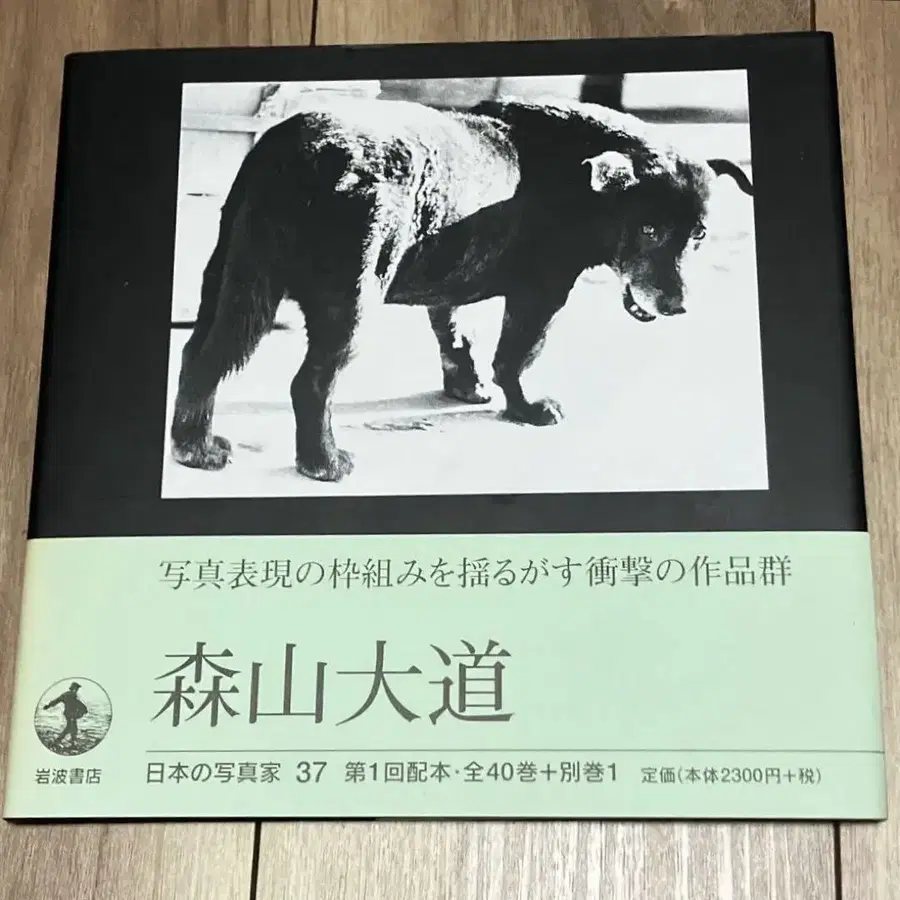 写真表現の枠組みを揺るがす衝撃の作品群
森山大道
岩波書店
日本の写真家 37 第1回配本・全40巻+別巻1 定価(本体2300円+税)